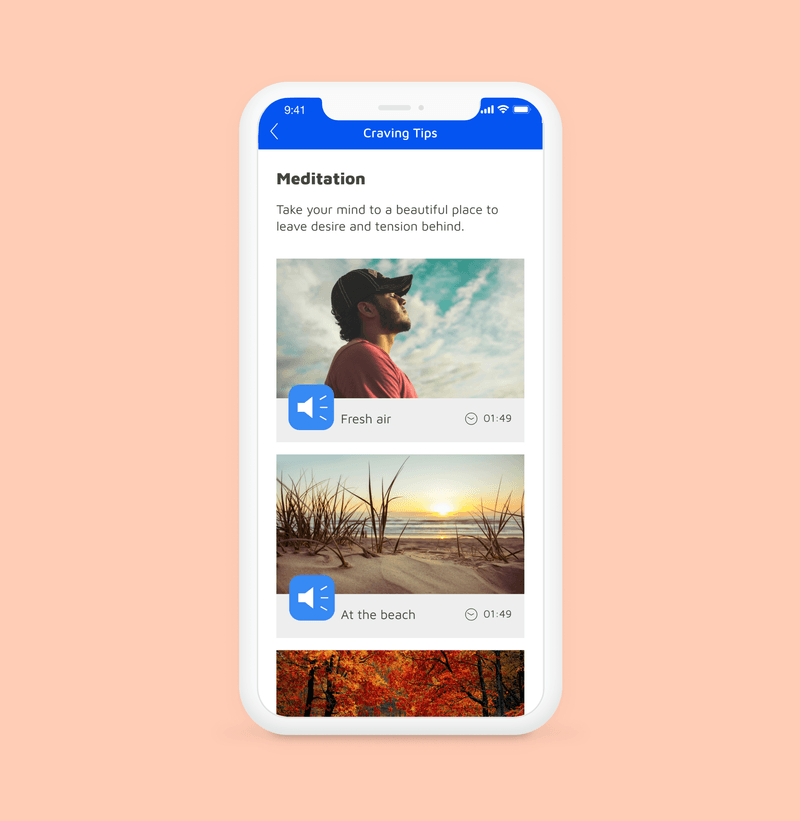 9:41
Craving Tips
Meditation
Take your mind to a beautiful place to
leave desire and tension behind.
Fresh air 01:49
At the beach 01:49